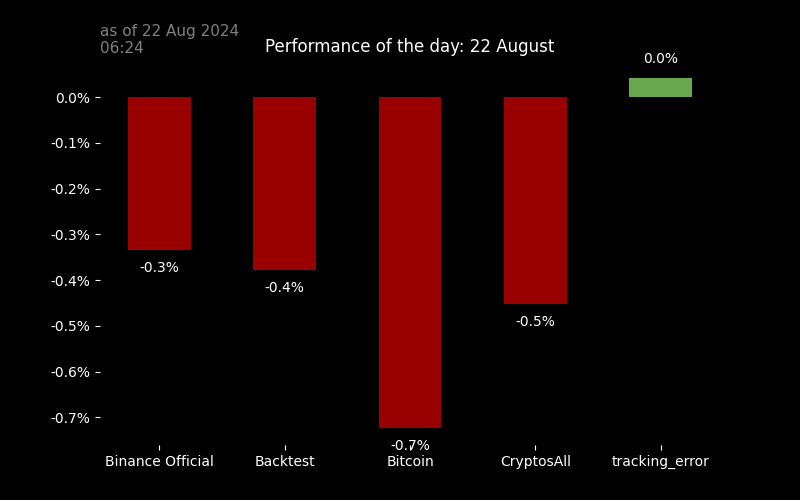 as of 22 Aug 2024
06:24
Performance of the day: 22 August
0.0%
0.0%
-0.1%
-0.2%
-0.3%
-0.4%
-0.5%
-0.6%
-0.7%
-0.3%
-0.4%
-0.7%
-0.5%
Binance Official
Backtest
Bitcoin
CryptosAll
tracking_error